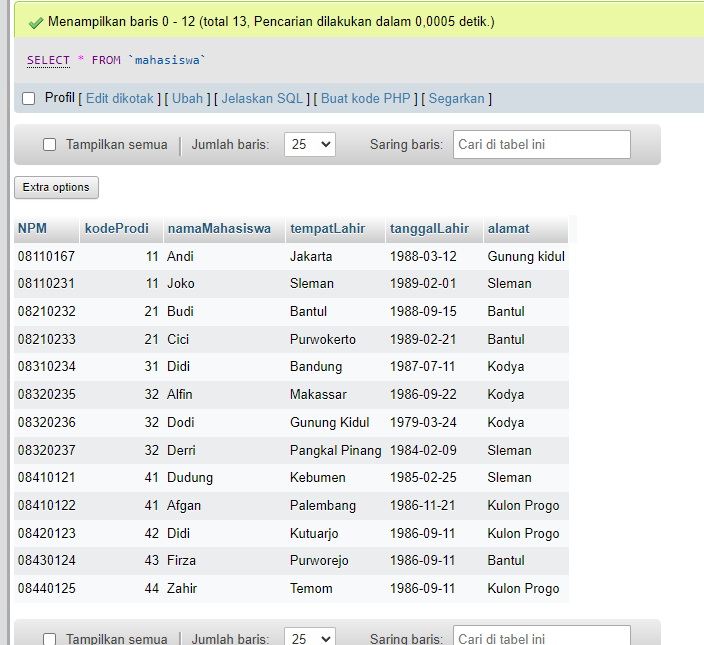 Menampilkan baris 0 - 12 (total 13, Pencarian dilakukan dalam 0,0005 detik.)
SELECT * FROM `mahasiswa`
Profil [ Edit dikotak ] [ Ubah ] [ Jelaskan SQL ] [ Buat kode PHP ] [ Segarkan ]
Tampilkan semua | Jumlah baris: 25 Saring baris: Cari di tabel ini
Extra options
NPM kodeProdi namaMahasiswa tempatLahir tanggalLahir alamat
08110167 11 Andi Jakarta 1988-03-12 Gunung kidul
08110231 11 Joko Sleman 1989-02-01 Sleman
08210232 21 Budi Bantul 1988-09-15 Bantul
08210233 21 Cici Purwokerto 1989-02-21 Bantul
08310234 31 Didi Bandung 1987-07-11 Kodya
08320235 32 Alfin Makassar 1986-09-22 Kodya
08320236 32 Dodi Gunung Kidul 1979-03-24 Kodya
08320237 32 Derri Pangkal Pinang 1984-02-09 Sleman
08410121 41 Dudung Kebumen 1985-02-25 Sleman
08410122 41 Afgan Palembang 1986-11-21 Kulon Progo
08420123 42 Didi Kutuarjo 1986-09-11 Kulon Progo
08430124 43 Firza Purworejo 1986-09-11 Bantul
08440125 44 Zahir Temom 1986-09-11 Kulon Progo
Tampilkan semua | Jumlah baris: 25 Saring baris: Cari di tabel ini